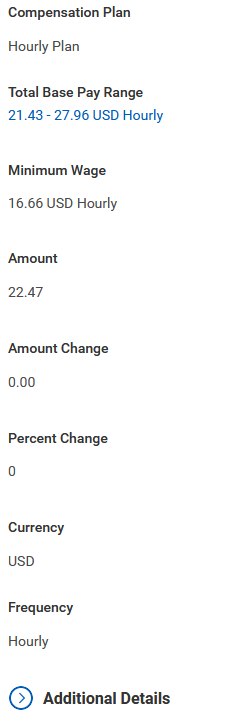 Compensation Plan
Hourly Plan
Total Base Pay Range
21.43 - 27.96 USD Hourly
Minimum Wage
16.66 USD Hourly
Amount
22.47
Amount Change
0.00
Percent Change
0
Currency
USD
Frequency
Hourly
Additional Details